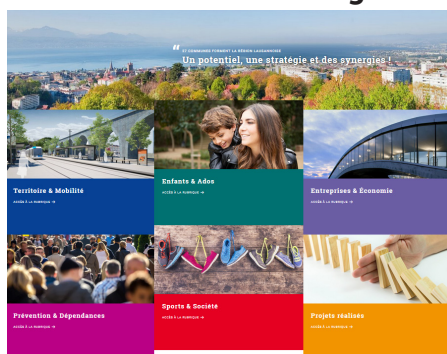 “ 27 COMMUNES FORMENT LA RÉGION LAUSANNOISE
Un potentiel, une stratégie et des synergies !
Territoire & Mobilité
ACCÈS À LA RUBRIQUE →
Enfants & Ados
ACCÈS À LA RUBRIQUE →
Entreprises & Économie
ACCÈS À LA RUBRIQUE →
Prévention & Dépendances
ACCÈS À LA RUBRIQUE →
Sports & Société
ACCÈS À LA RUBRIQUE →
Projets réalisés
ACCÈS À LA RUBRIQUE →